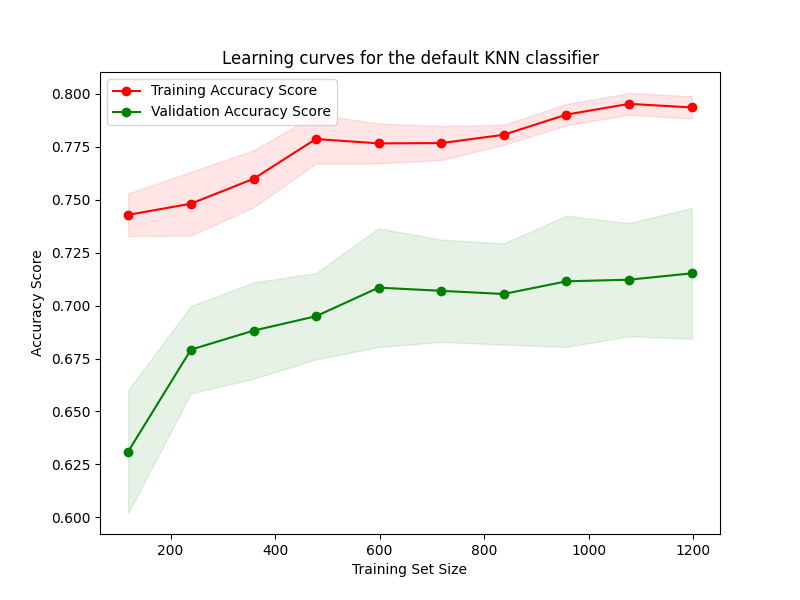 Learning curves for the default KNN classifier
Training Accuracy Score
Validation Accuracy Score
Accuracy Score
0.800
0.775
0.750
0.725
0.700
0.675
0.650
0.625
0.600
200 400 600 800 1000 1200
Training Set Size